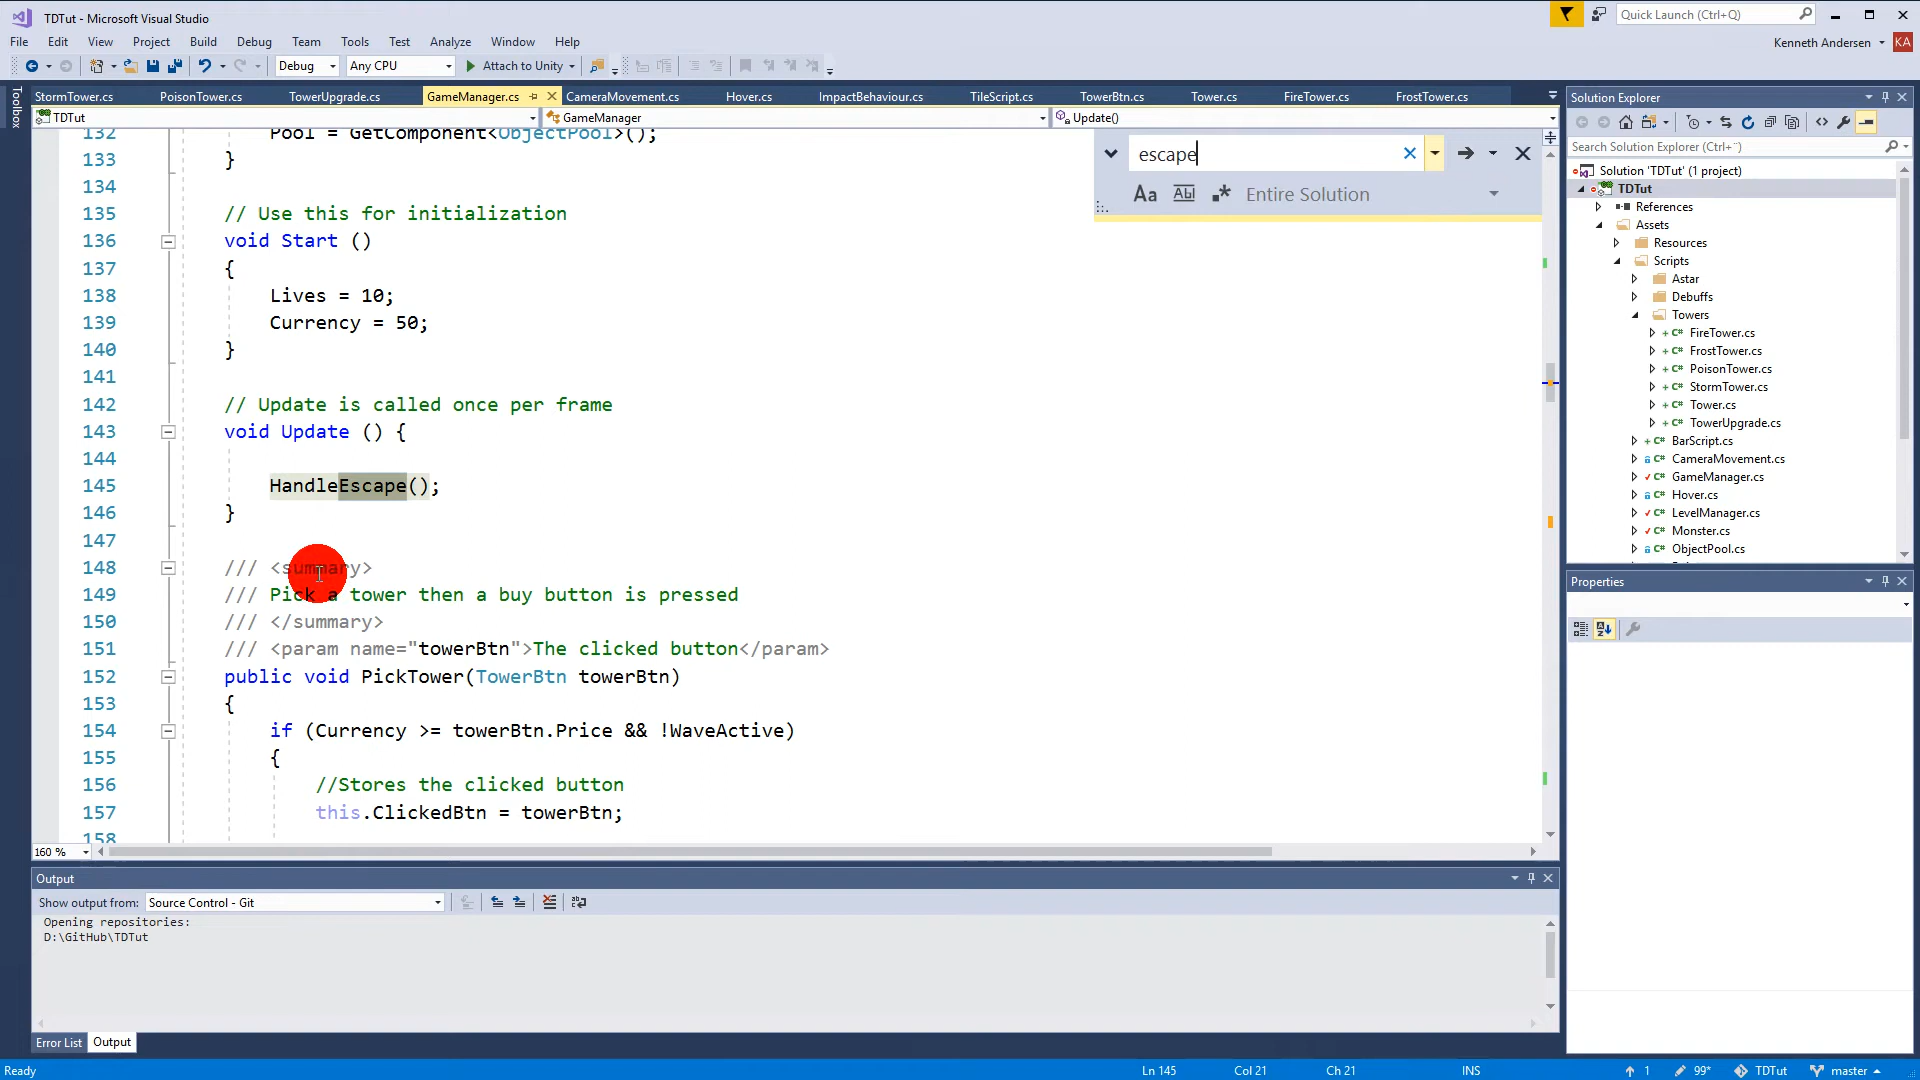 TDTut - Microsoft Visual Studio
Quick Launch (Ctrl+Q)
File Edit View Project Build Debug Team Tools Test Analyze Window Help
Kenneth Andersen KA
Debug Any CPU Attach to Unity
Toolbox
StormTower.cs PoisonTower.cs TowerUpgrade.cs GameManager.cs CameraMovement.cs Hover.cs ImpactBehaviour.cs TileScript.cs TowerBtn.cs Tower.cs FireTower.cs FrostTower.cs
TDTut GameManager Update()
escape
Aa Abl Entire Solution
132 Pool = GetComponent<ObjectPool>();
133 }
134
135 // Use this for initialization
136 void Start ()
137 {
138 Lives = 10;
139 Currency = 50;
140 }
141
142 // Update is called once per frame
143 void Update () {
144
145 HandleEscape();
146 }
147
148 /// <summary>
149 /// Pick a tower then a buy button is pressed
150 /// </summary>
151 /// <param name="towerBtn">The clicked button</param>
152 public void PickTower(TowerBtn towerBtn)
153 {
154 if (Currency >= towerBtn.Price && !WaveActive)
155 {
156 //Stores the clicked button
157 this.ClickedBtn = towerBtn;
158
160 %
Output
Show output from: Source Control - Git
Opening repositories:
D:\GitHub\TDTut
Error List Output
Solution Explorer
Search Solution Explorer (Ctrl+¨)
Solution 'TDTut' (1 project)
TDTut
References
Assets
Resources
Scripts
Astar
Debuffs
Towers
FireTower.cs
FrostTower.cs
PoisonTower.cs
StormTower.cs
Tower.cs
TowerUpgrade.cs
BarScript.cs
CameraMovement.cs
GameManager.cs
Hover.cs
LevelManager.cs
Monster.cs
ObjectPool.cs
Properties
Ready Ln 145 Col 21 Ch 21 INS 1 99* TDTut master